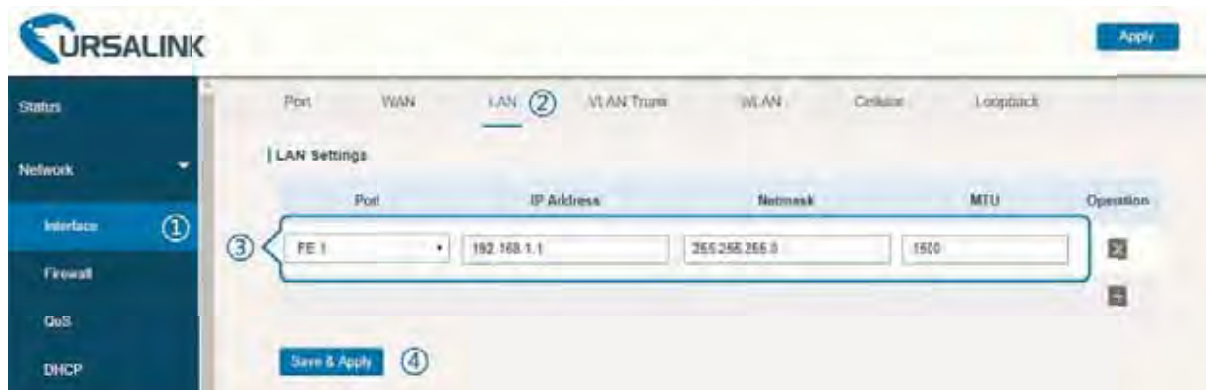 URSALINK
Apply
Status
Port WAN LAN ② VLAN Trunk WLAN Cellular Loopback
LAN Settings
Network
Port IP Address Netmask MTU Operation
Interface ①
③ FE 1 192.168.1.1 255.255.255.0 1500
Firewall
QoS
Save & Apply ④
DHCP